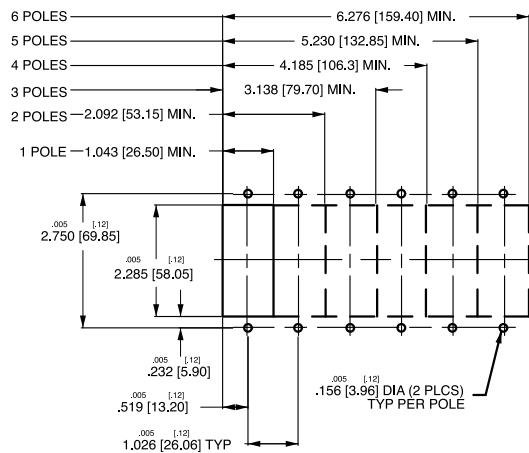 6 POLES 6.276 [159.40] MIN.
5 POLES 5.230 [132.85] MIN.
4 POLES 4.185 [106.3] MIN.
3 POLES 3.138 [79.70] MIN.
2 POLES 2.092 [53.15] MIN.
1 POLE 1.043 [26.50] MIN.
.005 [.12]
2.750 [69.85]
.005 [.12]
2.285 [58.05]
.005 [.12]
.232 [5.90]
.005 [.12]
.156 [3.96] DIA (2 PLCS)
TYP PER POLE
.005 [.12]
.519 [13.20]
.005 [.12]
1.026 [26.06] TYP